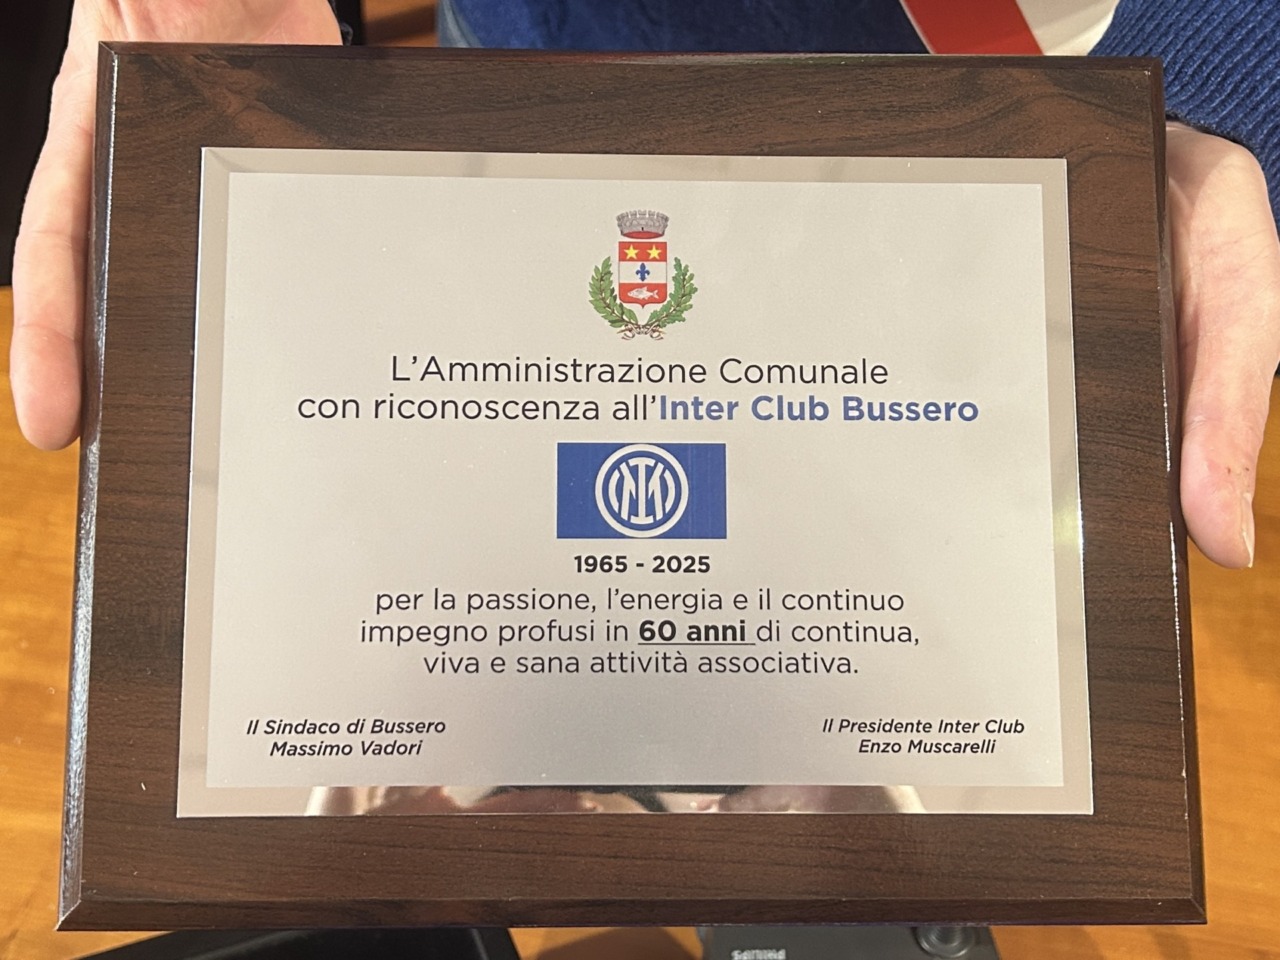 L'Amministrazione Comunale
con riconoscenza all'Inter Club Bussero
IM
1965 - 2025
per la passione, l'energia e il continuo
impegno profusi in 60 anni di continua,
viva e sana attività associativa.
Il Sindaco di Bussero
Massimo Vadori
Il Presidente Inter Club
Enzo Muscarelli
PHILIPS